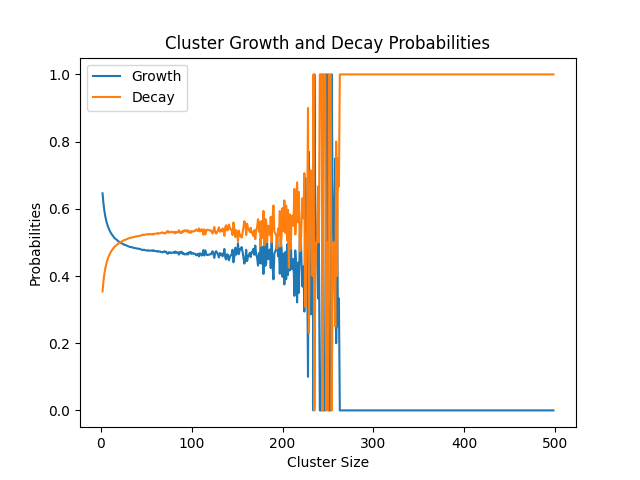 Cluster Growth and Decay Probabilities
Growth
Decay
1.0
0.8
0.6
0.4
0.2
0.0
Probabilities
0
100
200
300
400
500
Cluster Size